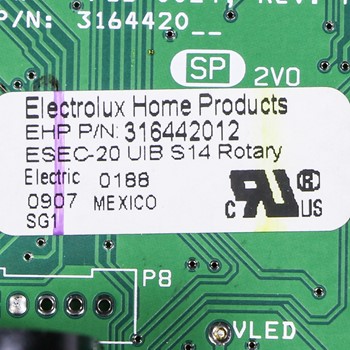 P/N: 3164420__
SP 2V0
Electrolux Home Products
EHP P/N: 316442012
ESEC-20 UIB S14 Rotary
Electric 0188
0907 MEXICO
SG1
C RU ® US
P8
VLED